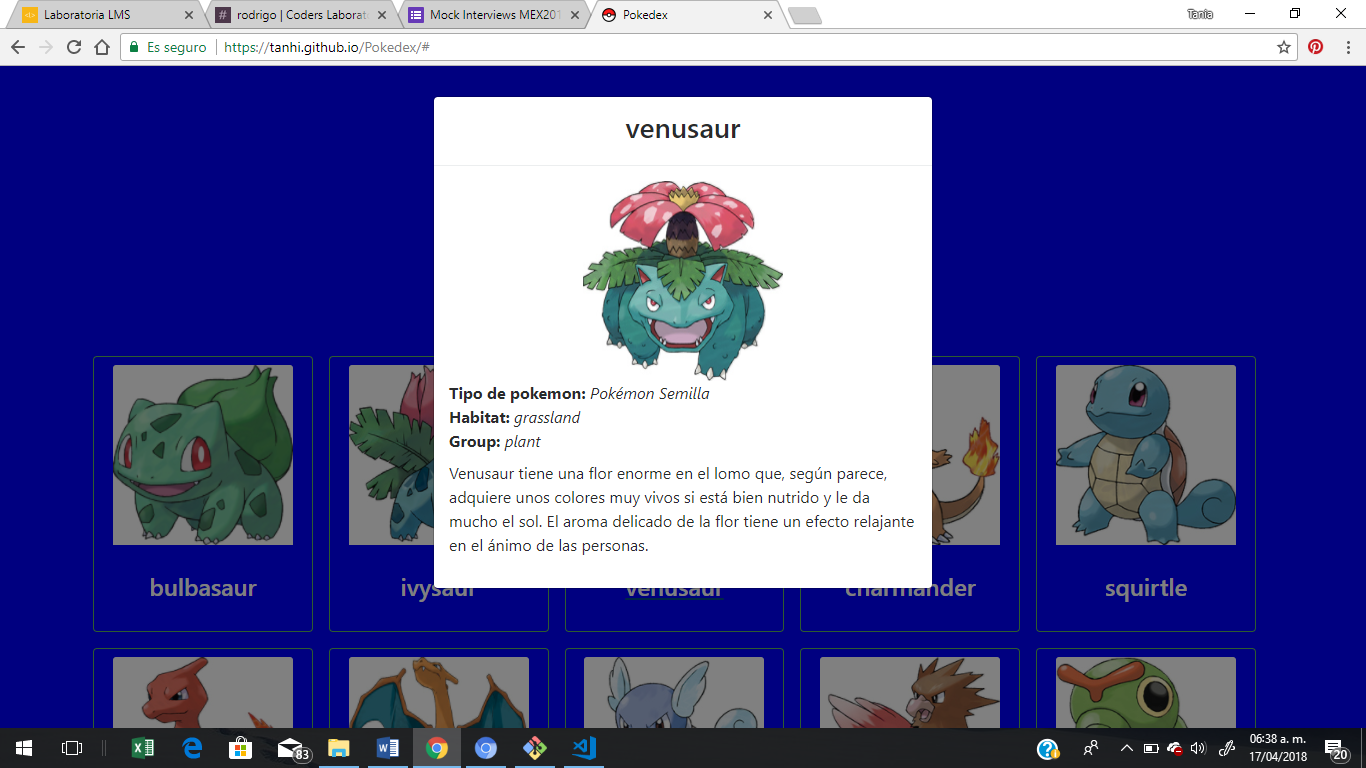 Laboratoria LMS
rodrigo | Coders Laborato
Mock Interviews MEX201
Pokedex
Tania
Es seguro
https://tanhi.github.io/Pokedex/#
venusaur
Tipo de pokemon: Pokémon Semilla
Habitat: grassland
Group: plant
Venusaur tiene una flor enorme en el lomo que, según parece,
adquiere unos colores muy vivos si está bien nutrido y le da
mucho el sol. El aroma delicado de la flor tiene un efecto relajante
en el ánimo de las personas.
bulbasaur
ivysaur
venusaur
charmander
squirtle
83
06:38 a. m.
17/04/2018
20